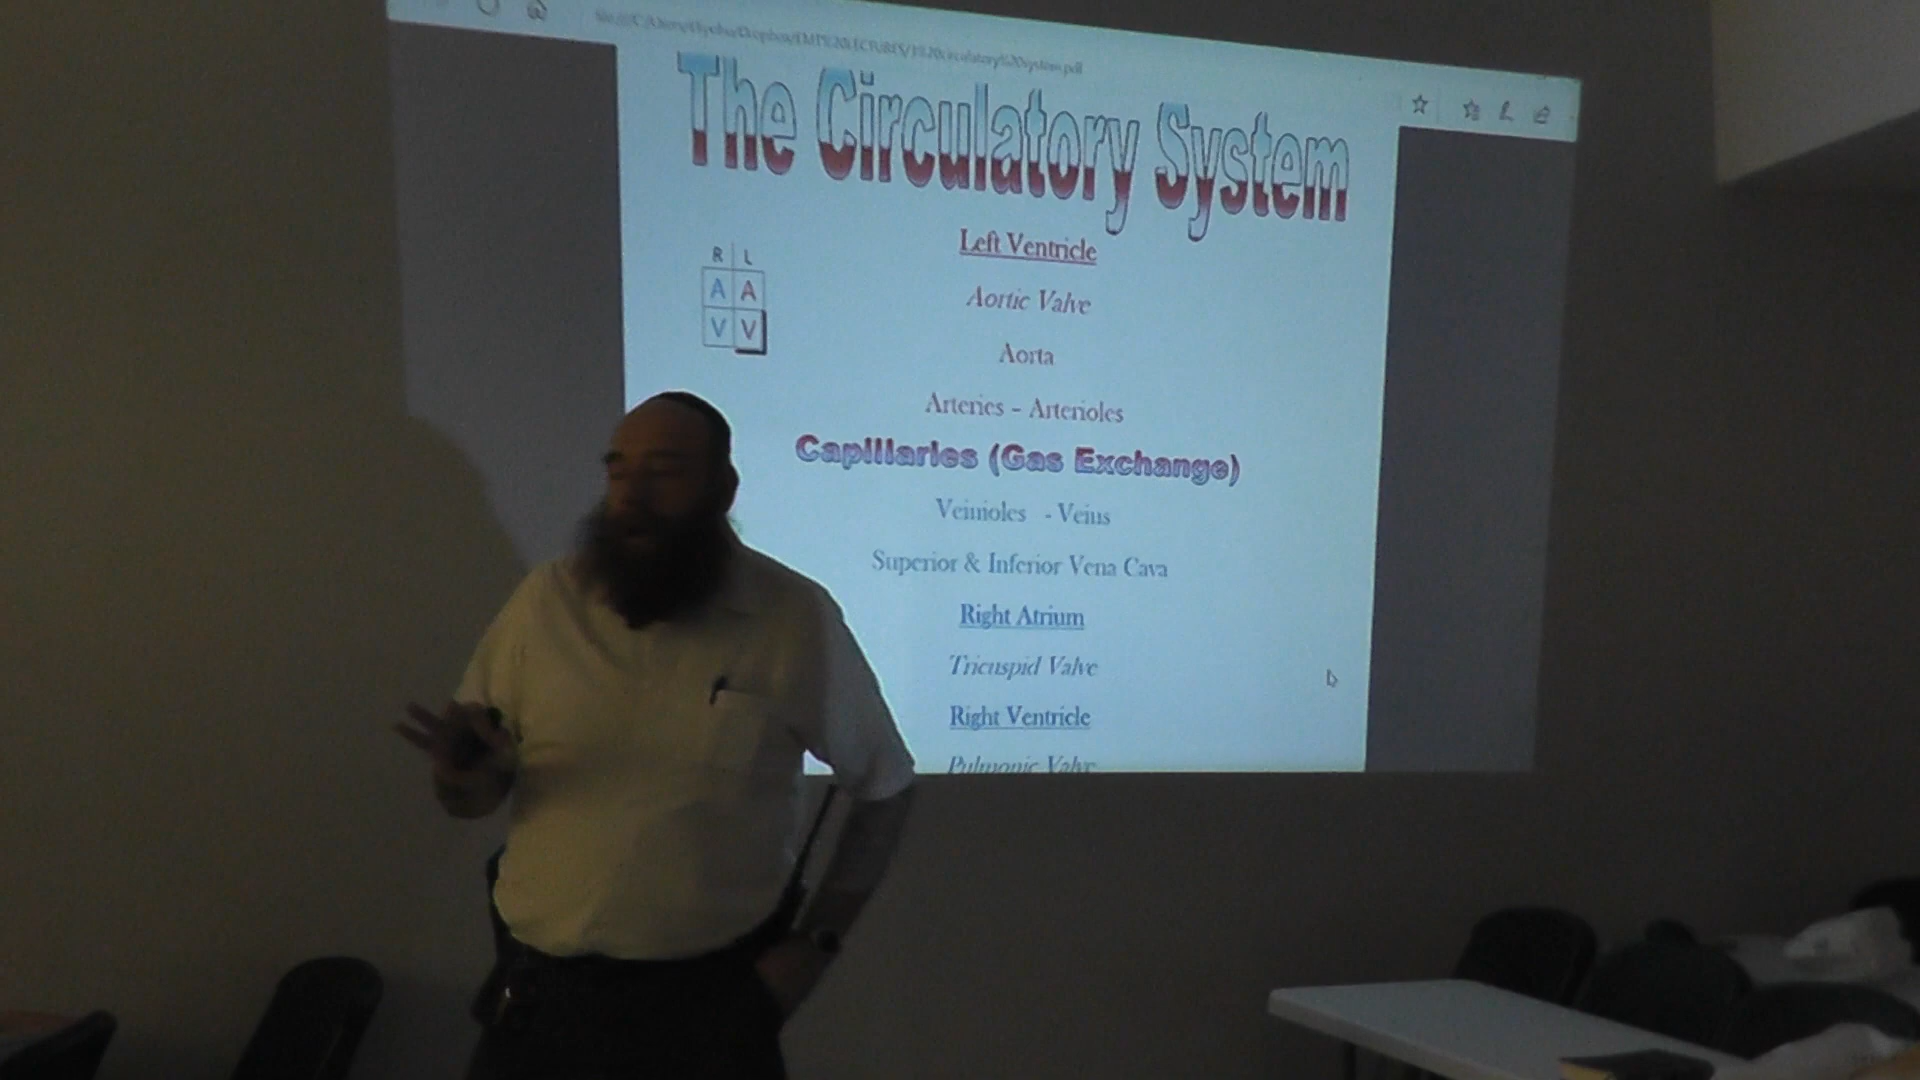 The Circulatory System
R L
A A
V V
Left Ventricle
Aortic Valve
Aorta
Arteries - Arterioles
Capillaries (Gas Exchange)
- Veins
Superior & Inferior Vena Cava
Right Atrium
Tricuspid Valve
Right Ventricle
Pulmonic Valve